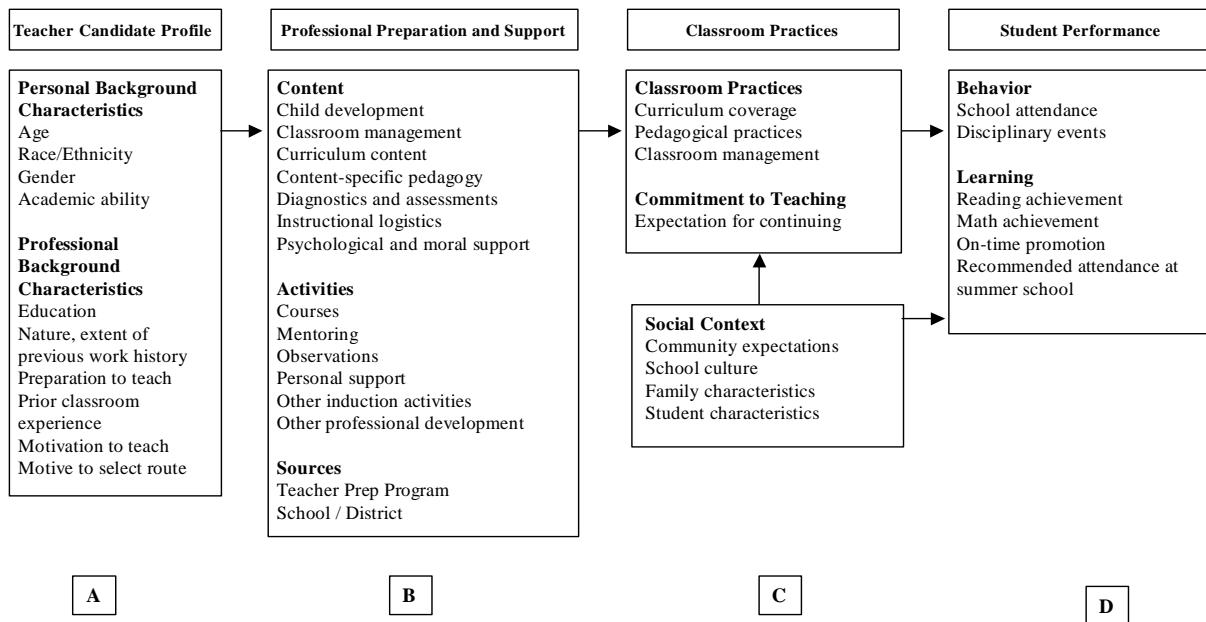 Teacher Candidate Profile
Professional Preparation and Support
Classroom Practices
Student Performance
Personal Background
Characteristics
Age
Race/Ethnicity
Gender
Academic ability
Professional
Background
Characteristics
Education
Nature, extent of
previous work history
Preparation to teach
Prior classroom
experience
Motivation to teach
Motive to select route
Content
Child development
Classroom management
Curriculum content
Content-specific pedagogy
Diagnostics and assessments
Instructional logistics
Psychological and moral support
Activities
Courses
Mentoring
Observations
Personal support
Other induction activities
Other professional development
Sources
Teacher Prep Program
School / District
Classroom Practices
Curriculum coverage
Pedagogical practices
Classroom management
Commitment to Teaching
Expectation for continuing
Social Context
Community expectations
School culture
Family characteristics
Student characteristics
Behavior
School attendance
Disciplinary events
Learning
Reading achievement
Math achievement
On-time promotion
Recommended attendance at
summer school
A
B
C
D